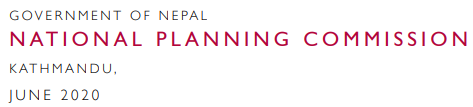 GOVERNMENT OF NEPAL
NATIONAL PLANNING COMMISSION
KATHMANDU,
JUNE 2020